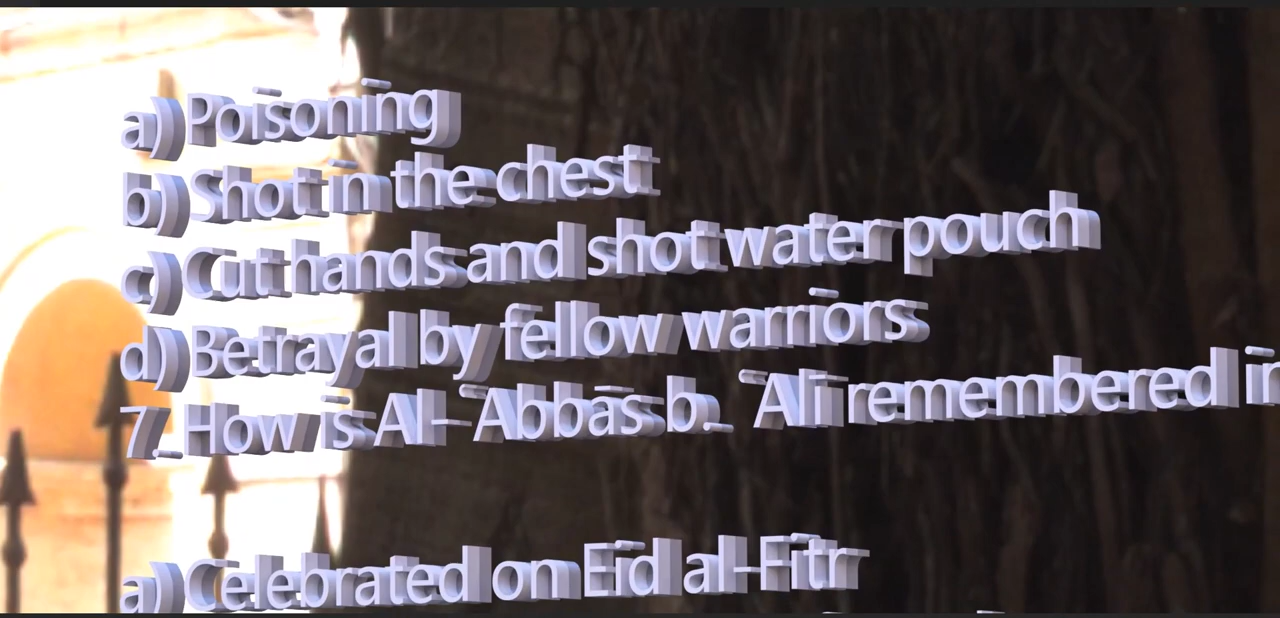 a) Poisoning
b) Shot in the chest
c) Cut hands and shot water pouch
d) Betrayal by fellow warriors
7. How is Al-ʿAbbās b. ʿAlī remembered in
a) Celebrated on Eid al-Fitr